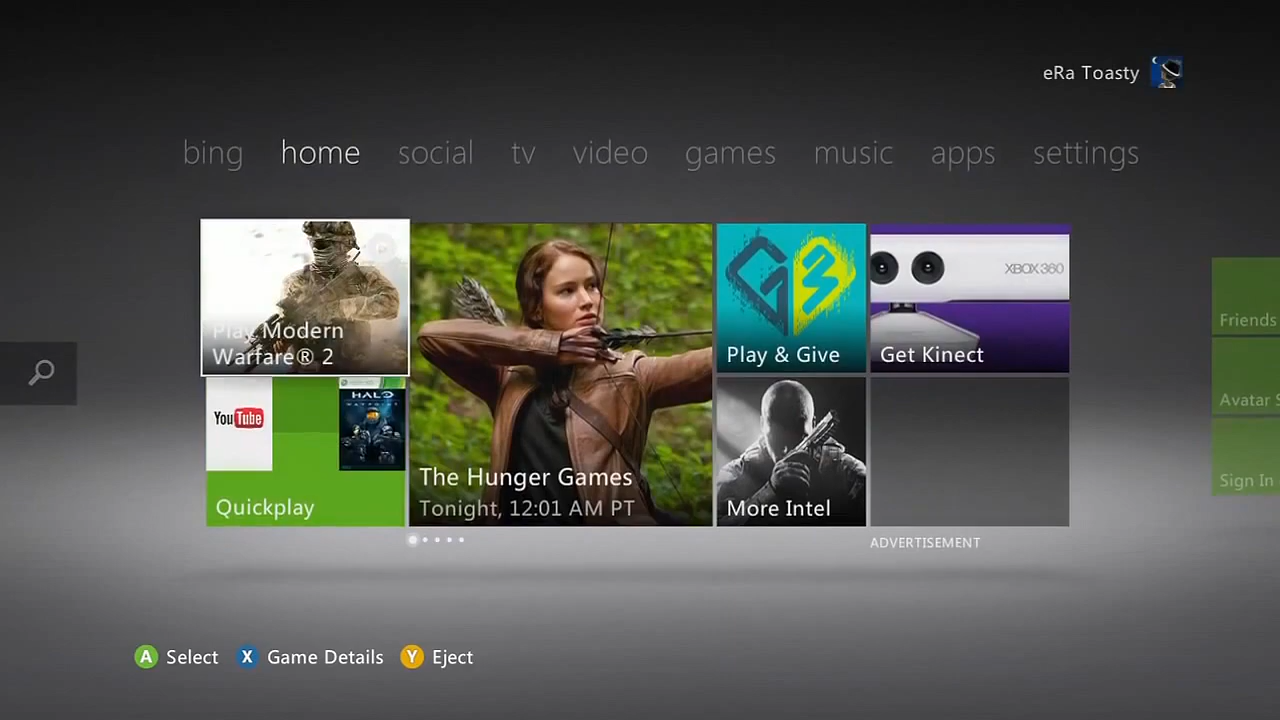 eRa Toasty
bing home social tv video games music apps settings
Play Modern
Warfare® 2
YouTube
HALO
WAYPOINT
Quickplay
The Hunger Games
Tonight, 12:01 AM PT
G3
Play & Give
More Intel
XBOX 360
Get Kinect
ADVERTISEMENT
Friends
Avatar S
Sign In
A Select X Game Details Y Eject